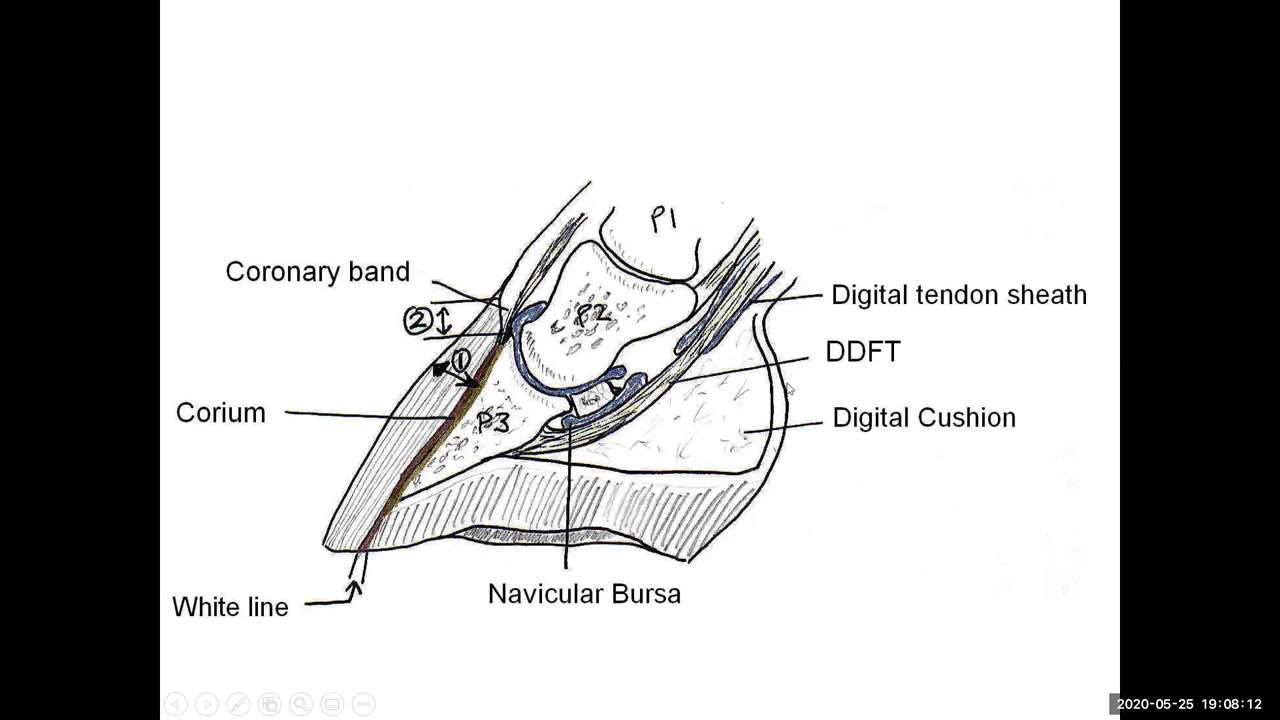 P1
Coronary band
P2
Digital tendon sheath
②
DDFT
①
Corium
P3
Digital Cushion
Navicular Bursa
White line
2020-05-25 19:08:12